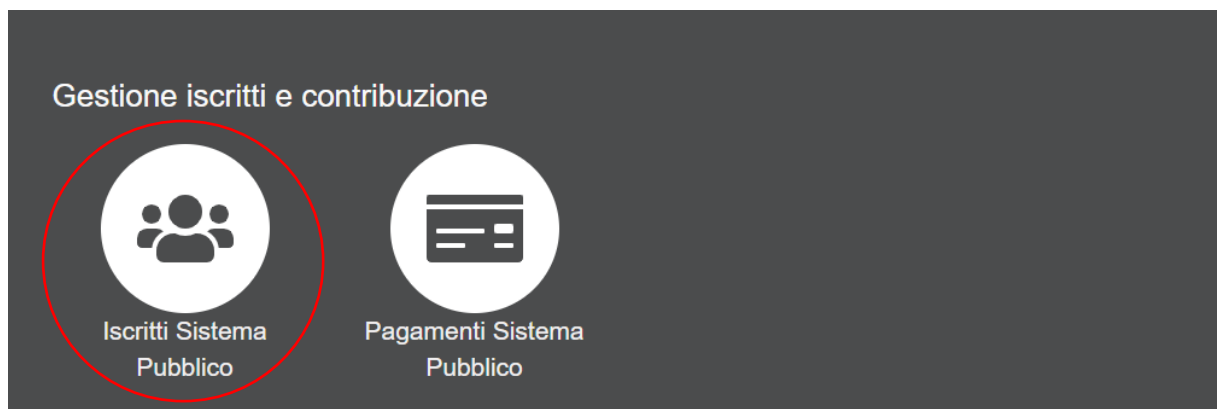 Gestione iscritti e contribuzione
Iscritti Sistema
Pubblico
Pagamenti Sistema
Pubblico